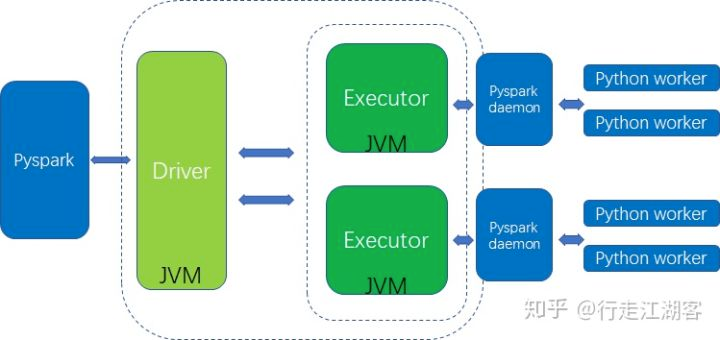 Pyspark
Driver
JVM
Executor
JVM
Pyspark
daemon
Python worker
Python worker
Executor
JVM
Pyspark
daemon
Python worker
Python worker
知乎 @行走江湖客